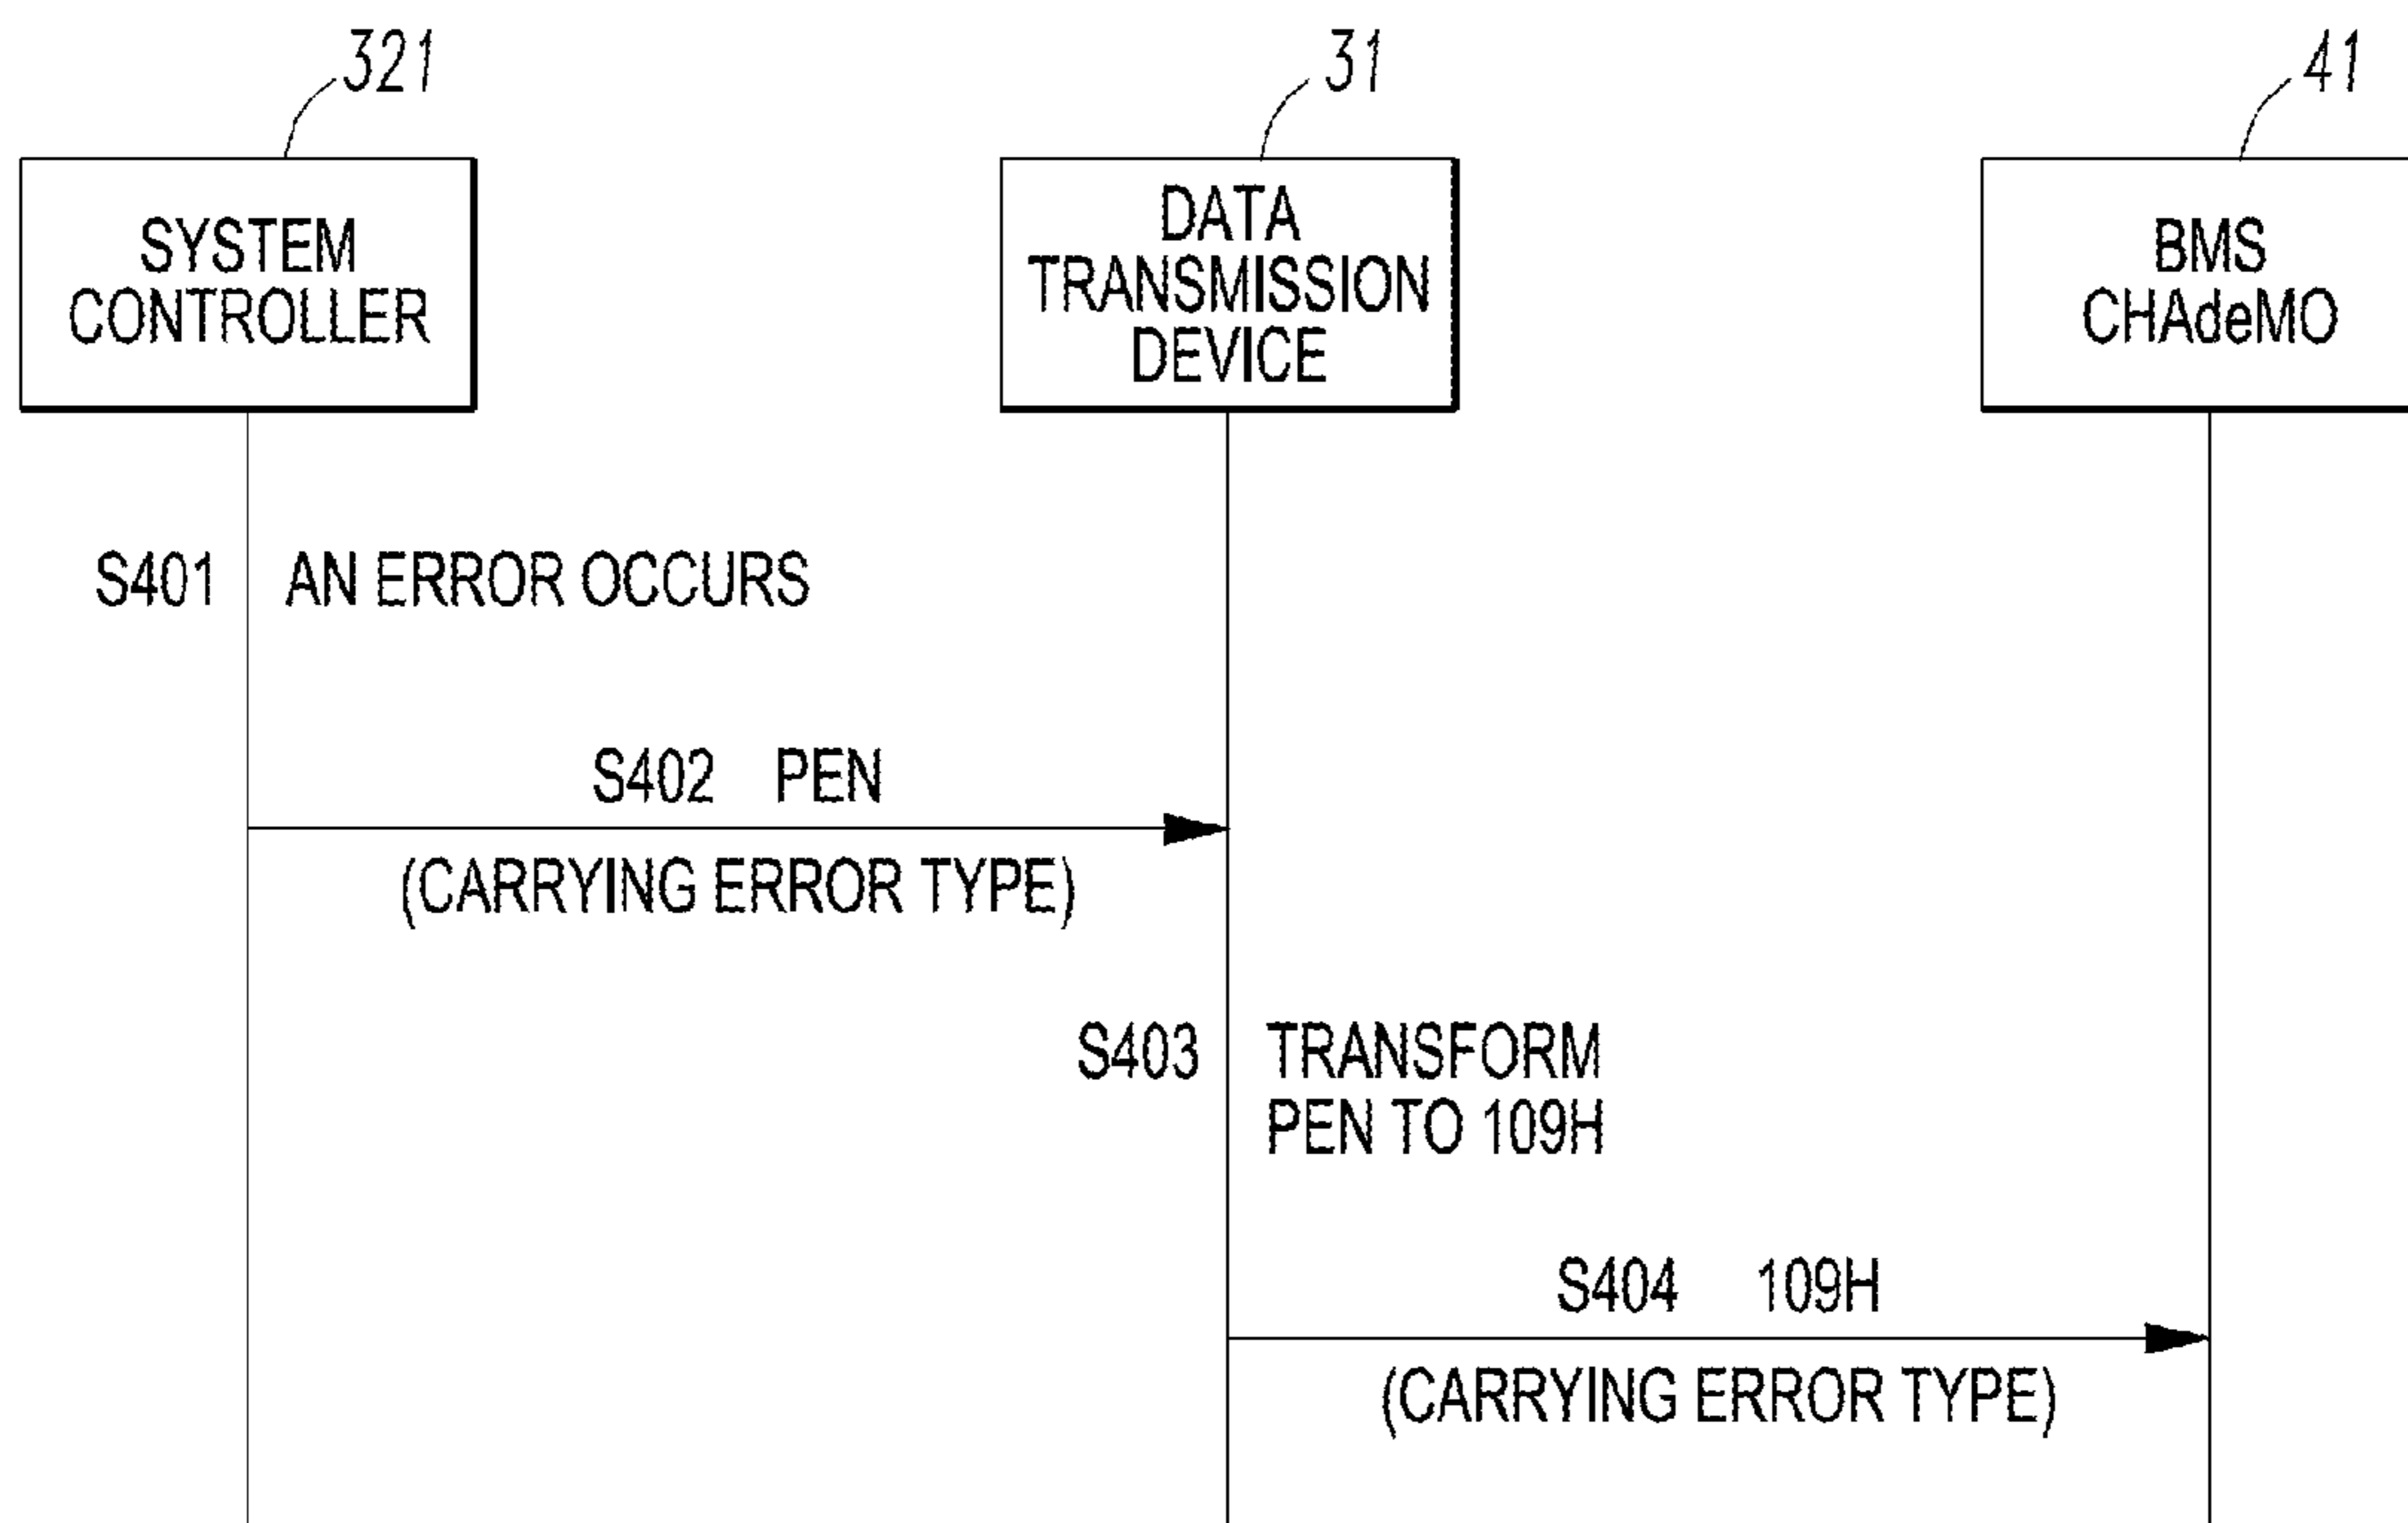 321
31
41
SYSTEM
CONTROLLER
DATA
TRANSMISSION
DEVICE
BMS
CHAdeMO
S401 AN ERROR OCCURS
S402 PEN
(CARRYING ERROR TYPE)
S403 TRANSFORM
PEN TO 109H
S404 109H
(CARRYING ERROR TYPE)